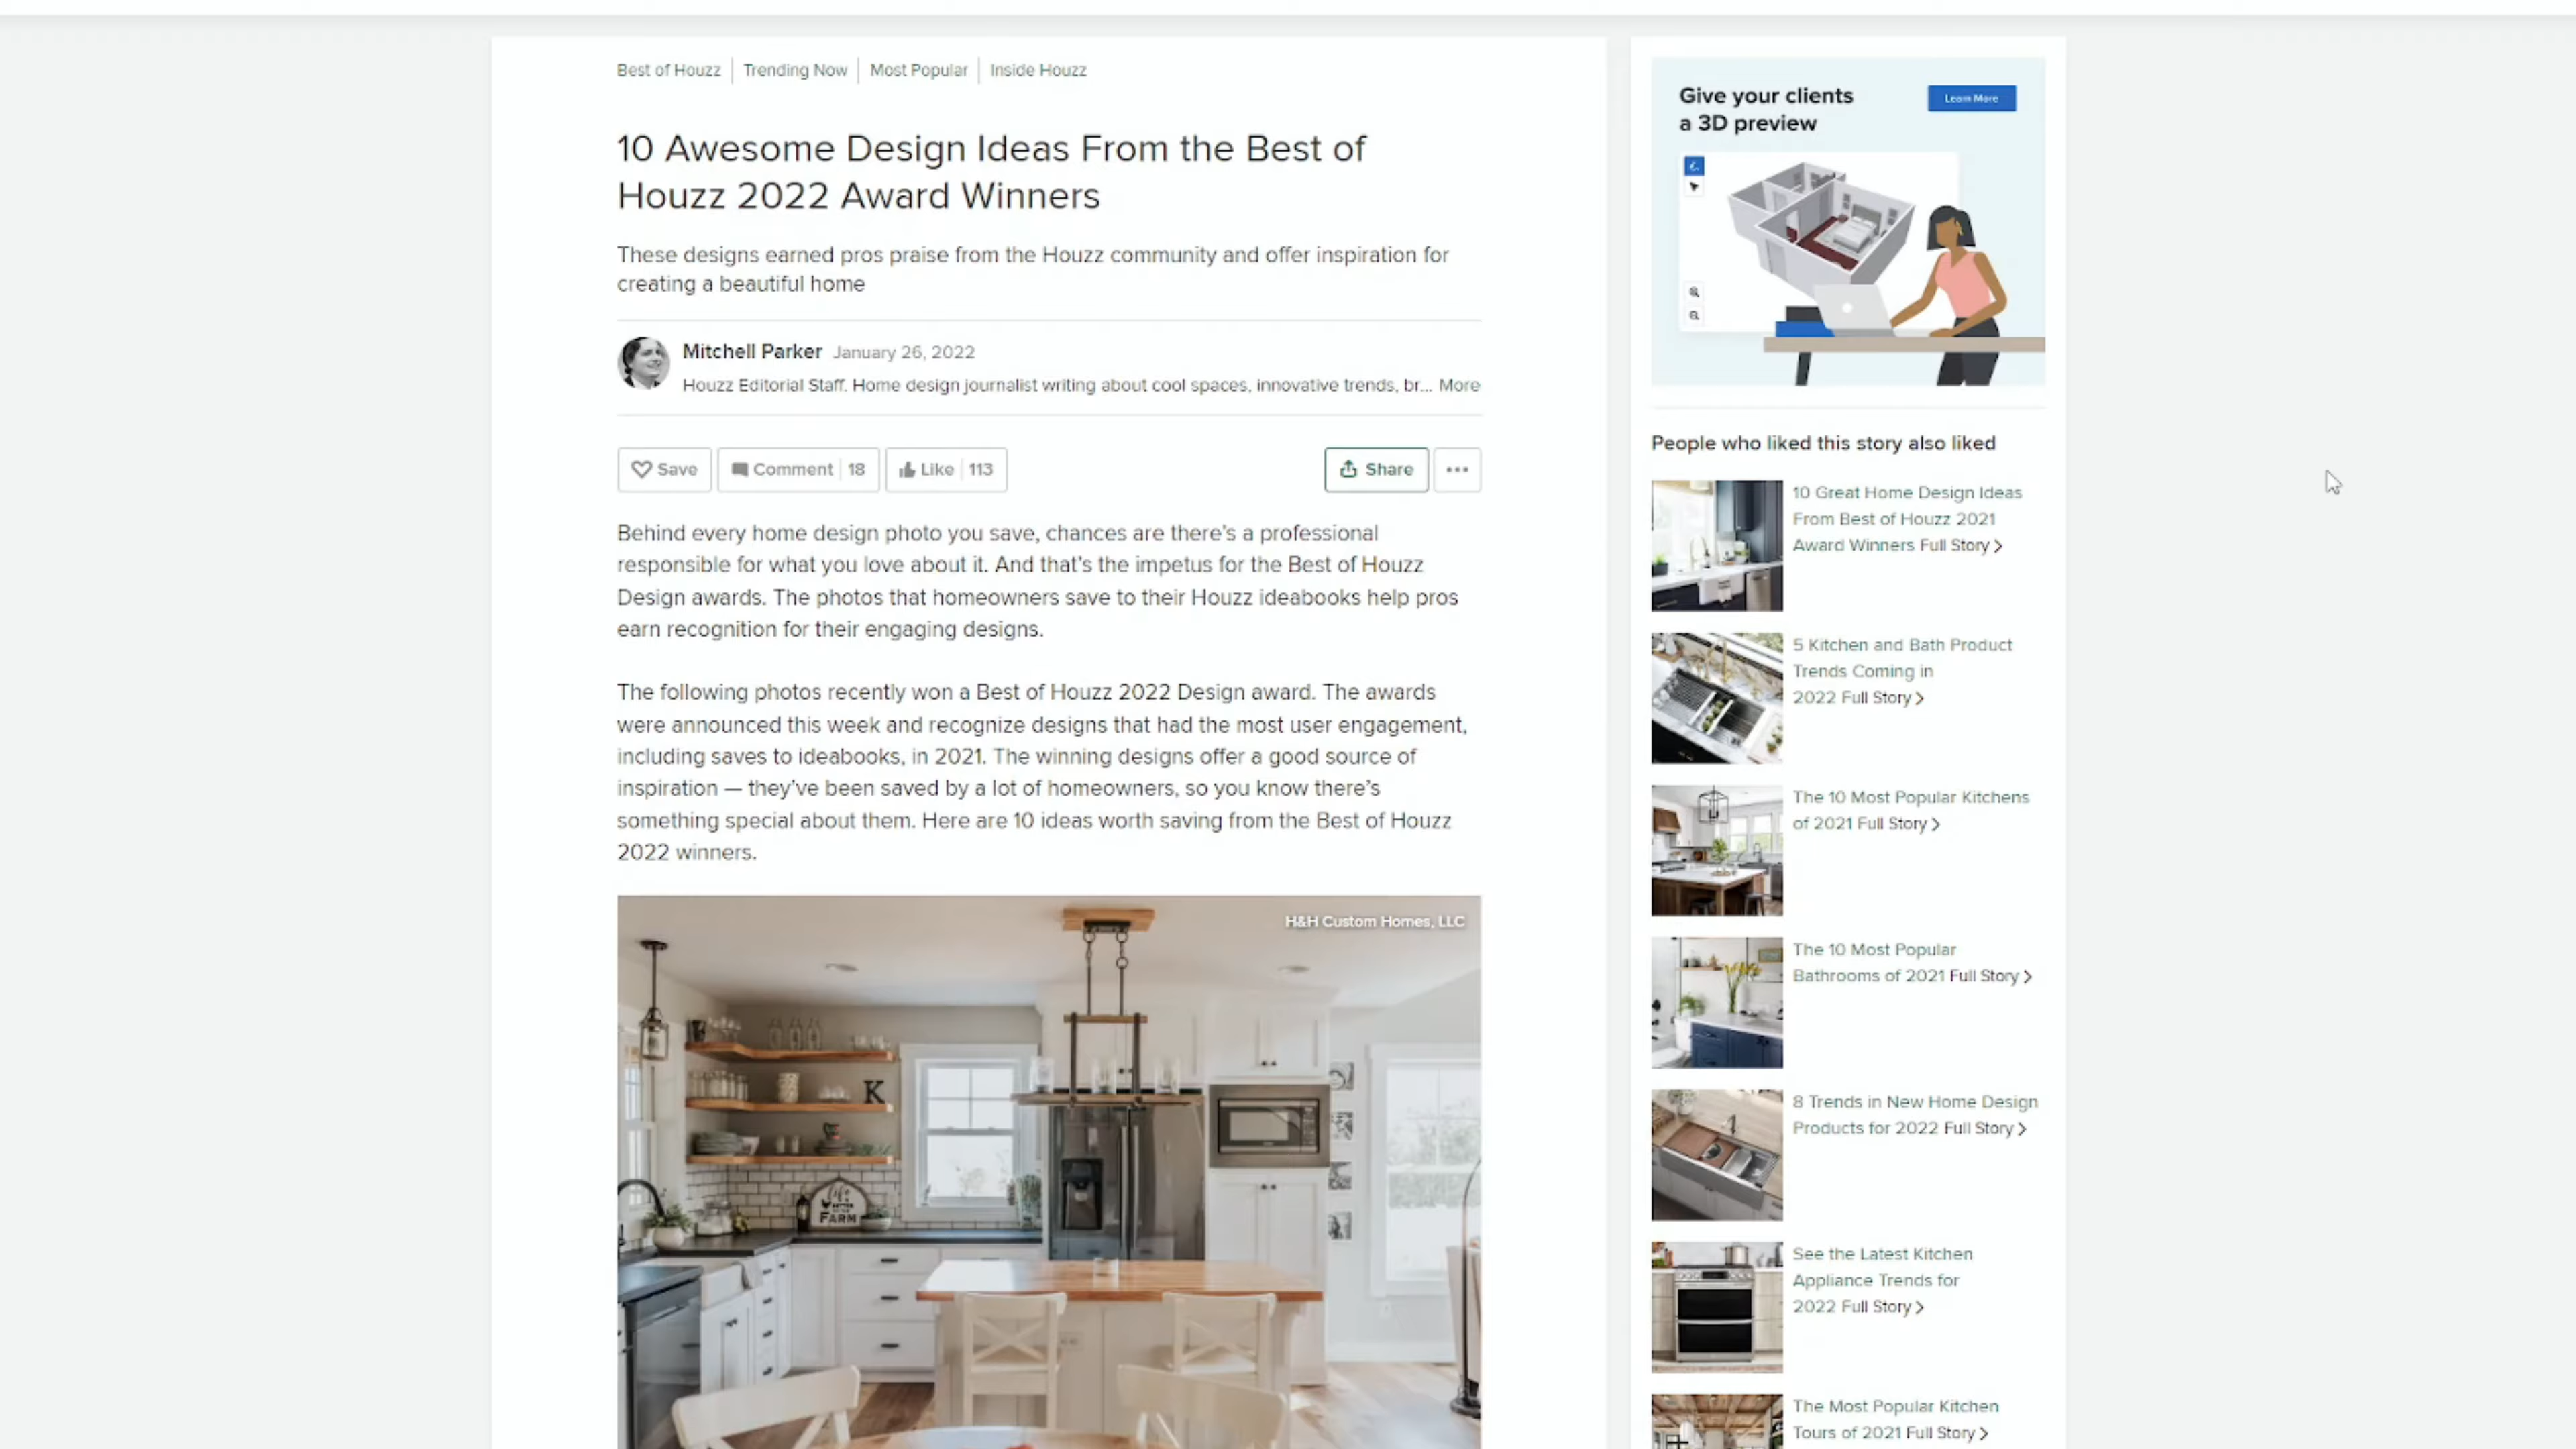 Best of Houzz
Trending Now
Most Popular
Inside Houzz
10 Awesome Design Ideas From the Best of
Houzz 2022 Award Winners
These designs earned pros praise from the Houzz community and offer inspiration for
creating a beautiful home
Mitchell Parker January 26, 2022
Houzz Editorial Staff. Home design journalist writing about cool spaces, innovative trends, br... More
Save
Comment 18
Like 113
Share
Behind every home design photo you save, chances are there's a professional
responsible for what you love about it. And that's the impetus for the Best of Houzz
Design awards. The photos that homeowners save to their Houzz ideabooks help pros
earn recognition for their engaging designs.
The following photos recently won a Best of Houzz 2022 Design award. The awards
were announced this week and recognize designs that had the most user engagement,
including saves to ideabooks, in 2021. The winning designs offer a good source of
inspiration — they've been saved by a lot of homeowners, so you know there's
something special about them. Here are 10 ideas worth saving from the Best of Houzz
2022 winners.
H&H Custom Homes, LLC
K
life
FARM
Give your clients
a 3D preview
Learn More
People who liked this story also liked
10 Great Home Design Ideas
From Best of Houzz 2021
Award Winners Full Story
5 Kitchen and Bath Product
Trends Coming in
2022 Full Story
The 10 Most Popular Kitchens
of 2021 Full Story
The 10 Most Popular
Bathrooms of 2021 Full Story
8 Trends in New Home Design
Products for 2022 Full Story
See the Latest Kitchen
Appliance Trends for
2022 Full Story
The Most Popular Kitchen
Tours of 2021 Full Story